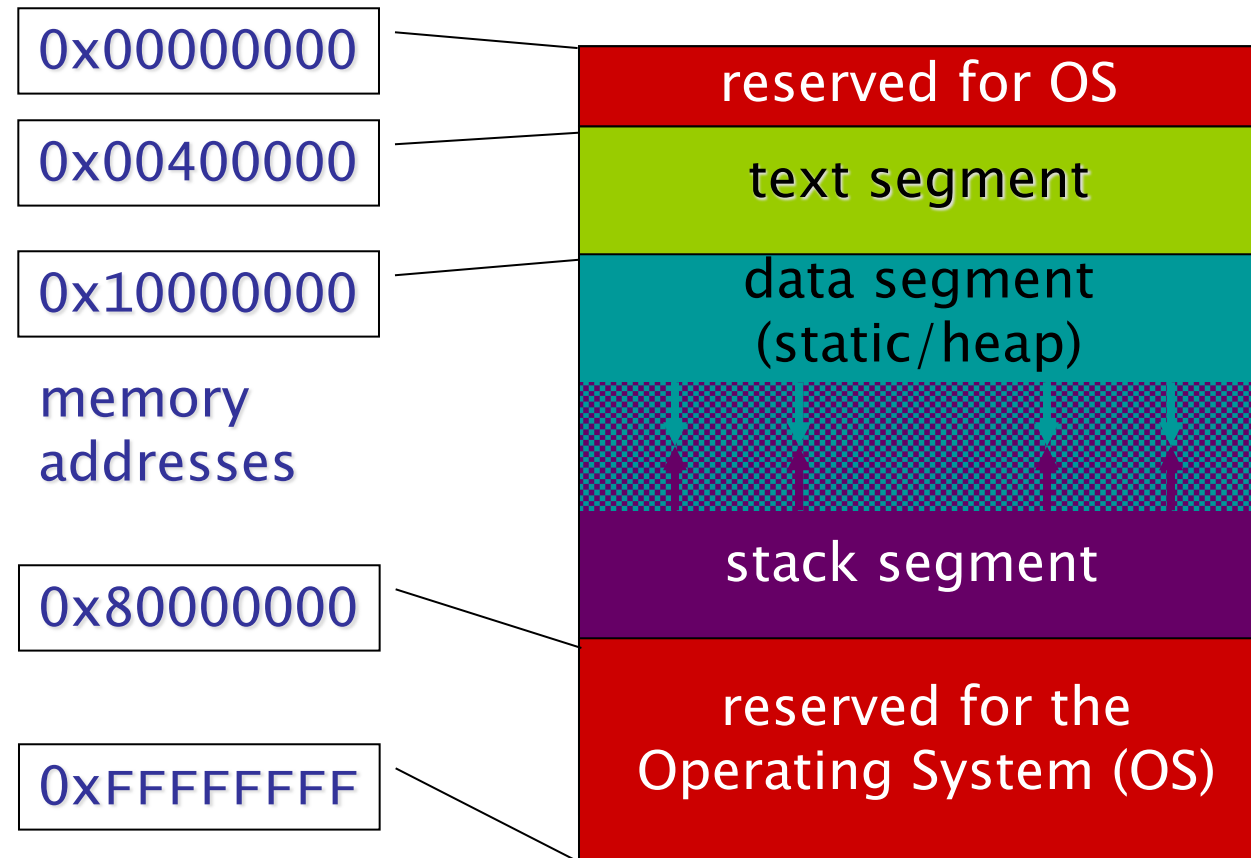 0x00000000
reserved for OS
0x00400000
text segment
0x10000000
data segment
(static/heap)
memory
addresses
stack segment
0x80000000
reserved for the
Operating System (OS)
0xFFFFFFFF